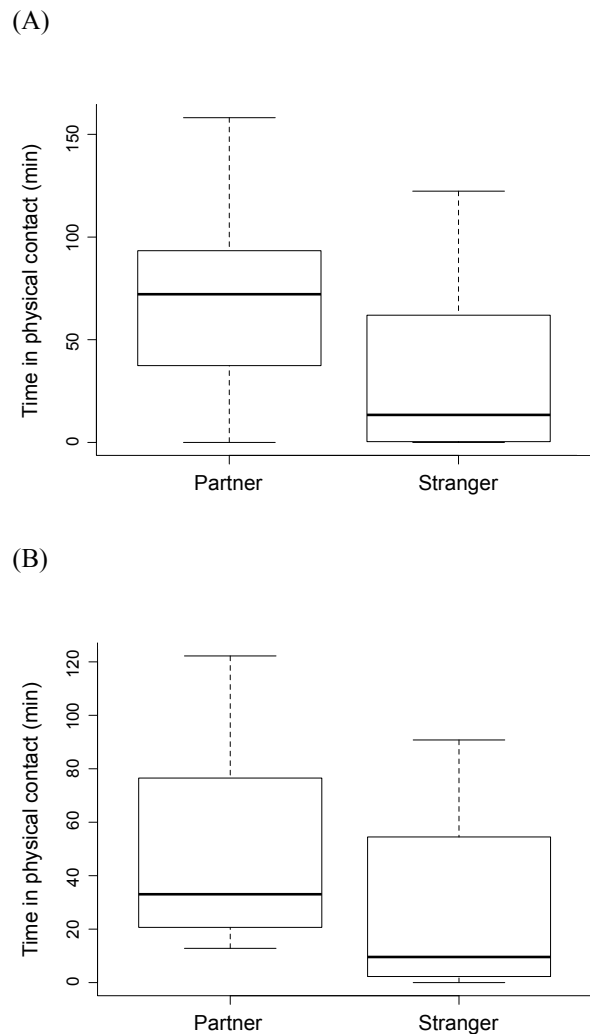 (A)
Time in physical contact (min)
150
100
50
0
Partner Stranger
(B)
Time in physical contact (min)
120
100
80
60
40
20
0
Partner Stranger